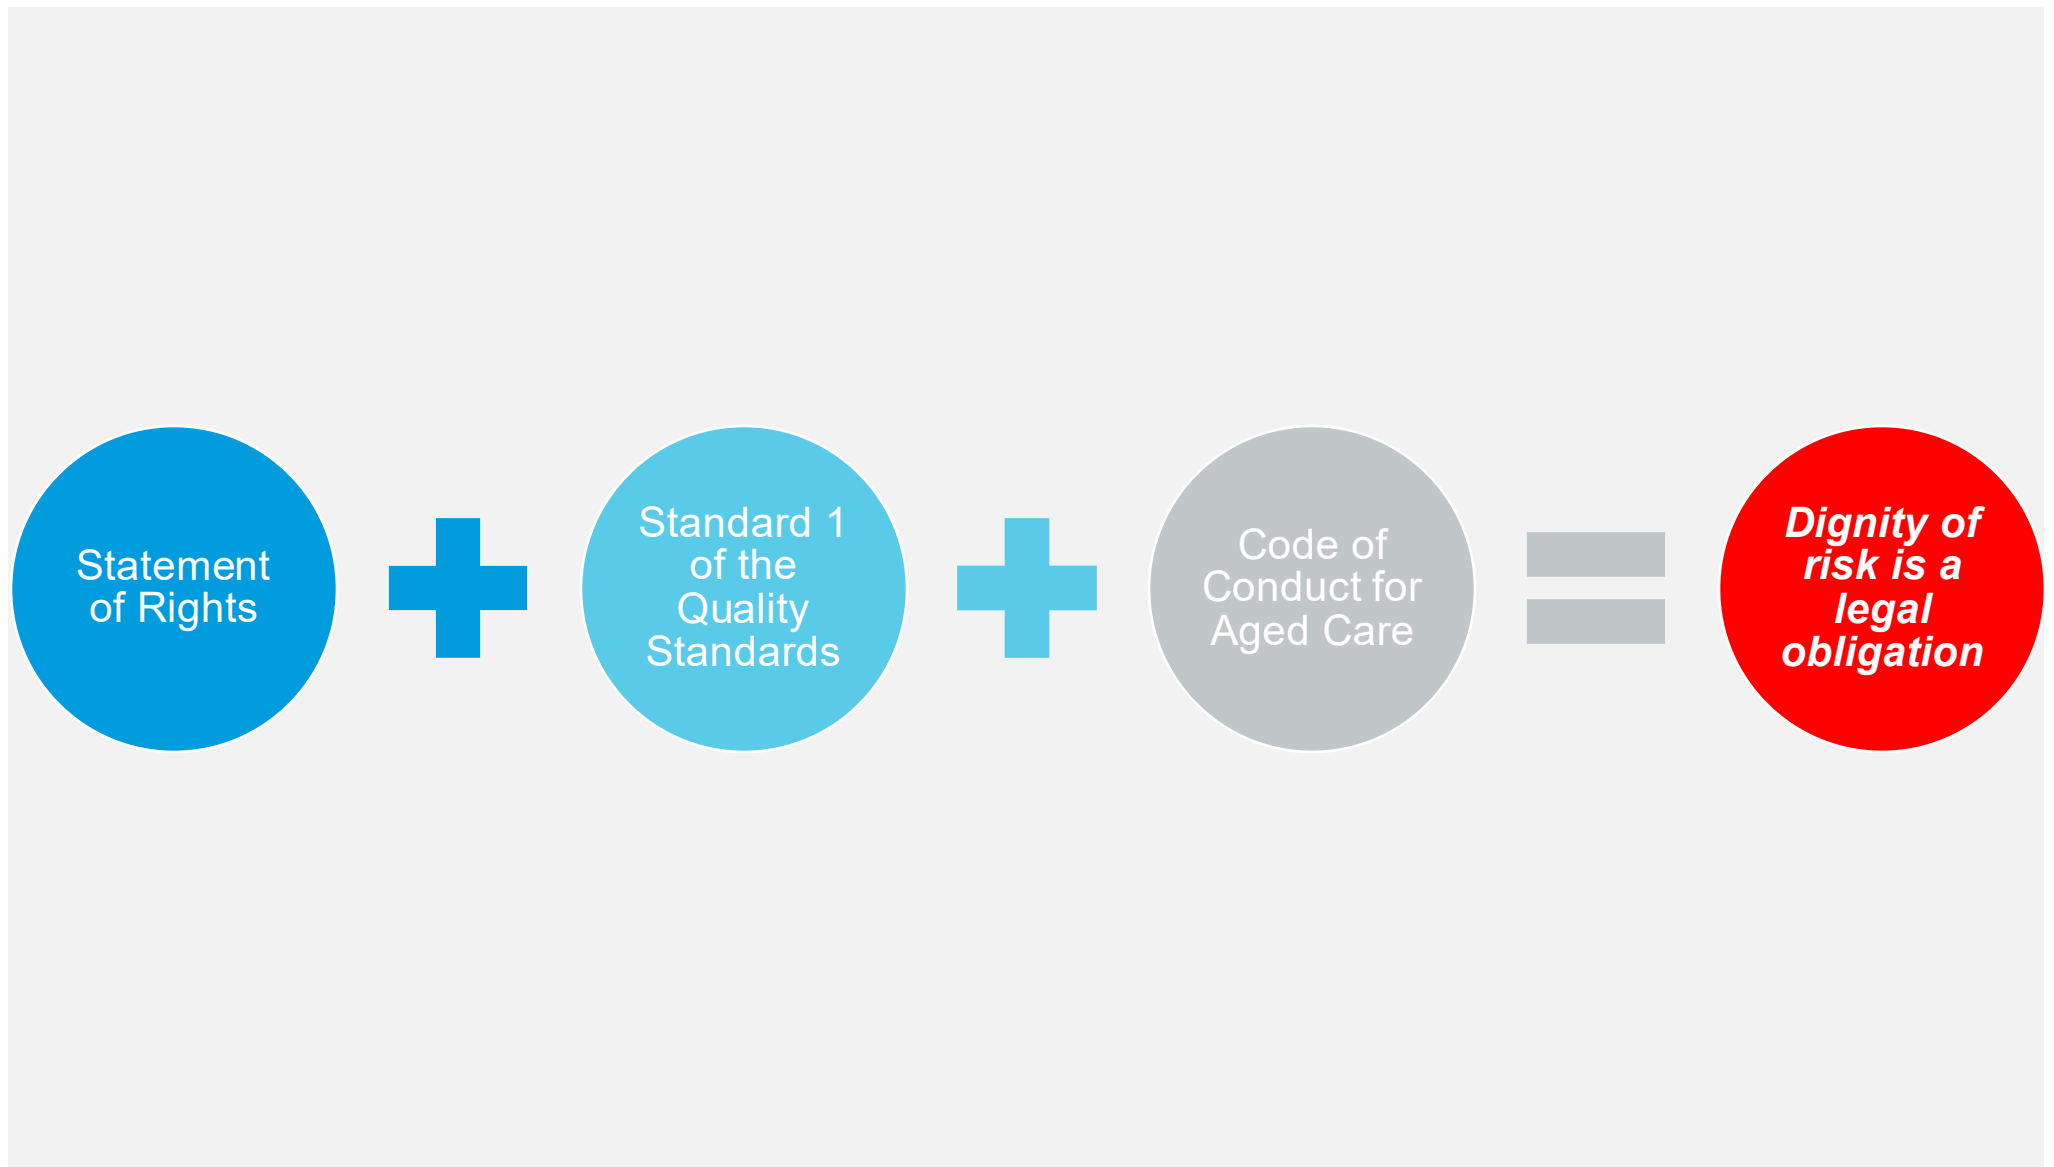 Statement
of Rights
Standard 1
of the
Quality
Standards
Code of
Conduct for
Aged Care
Dignity of
risk is a
legal
obligation